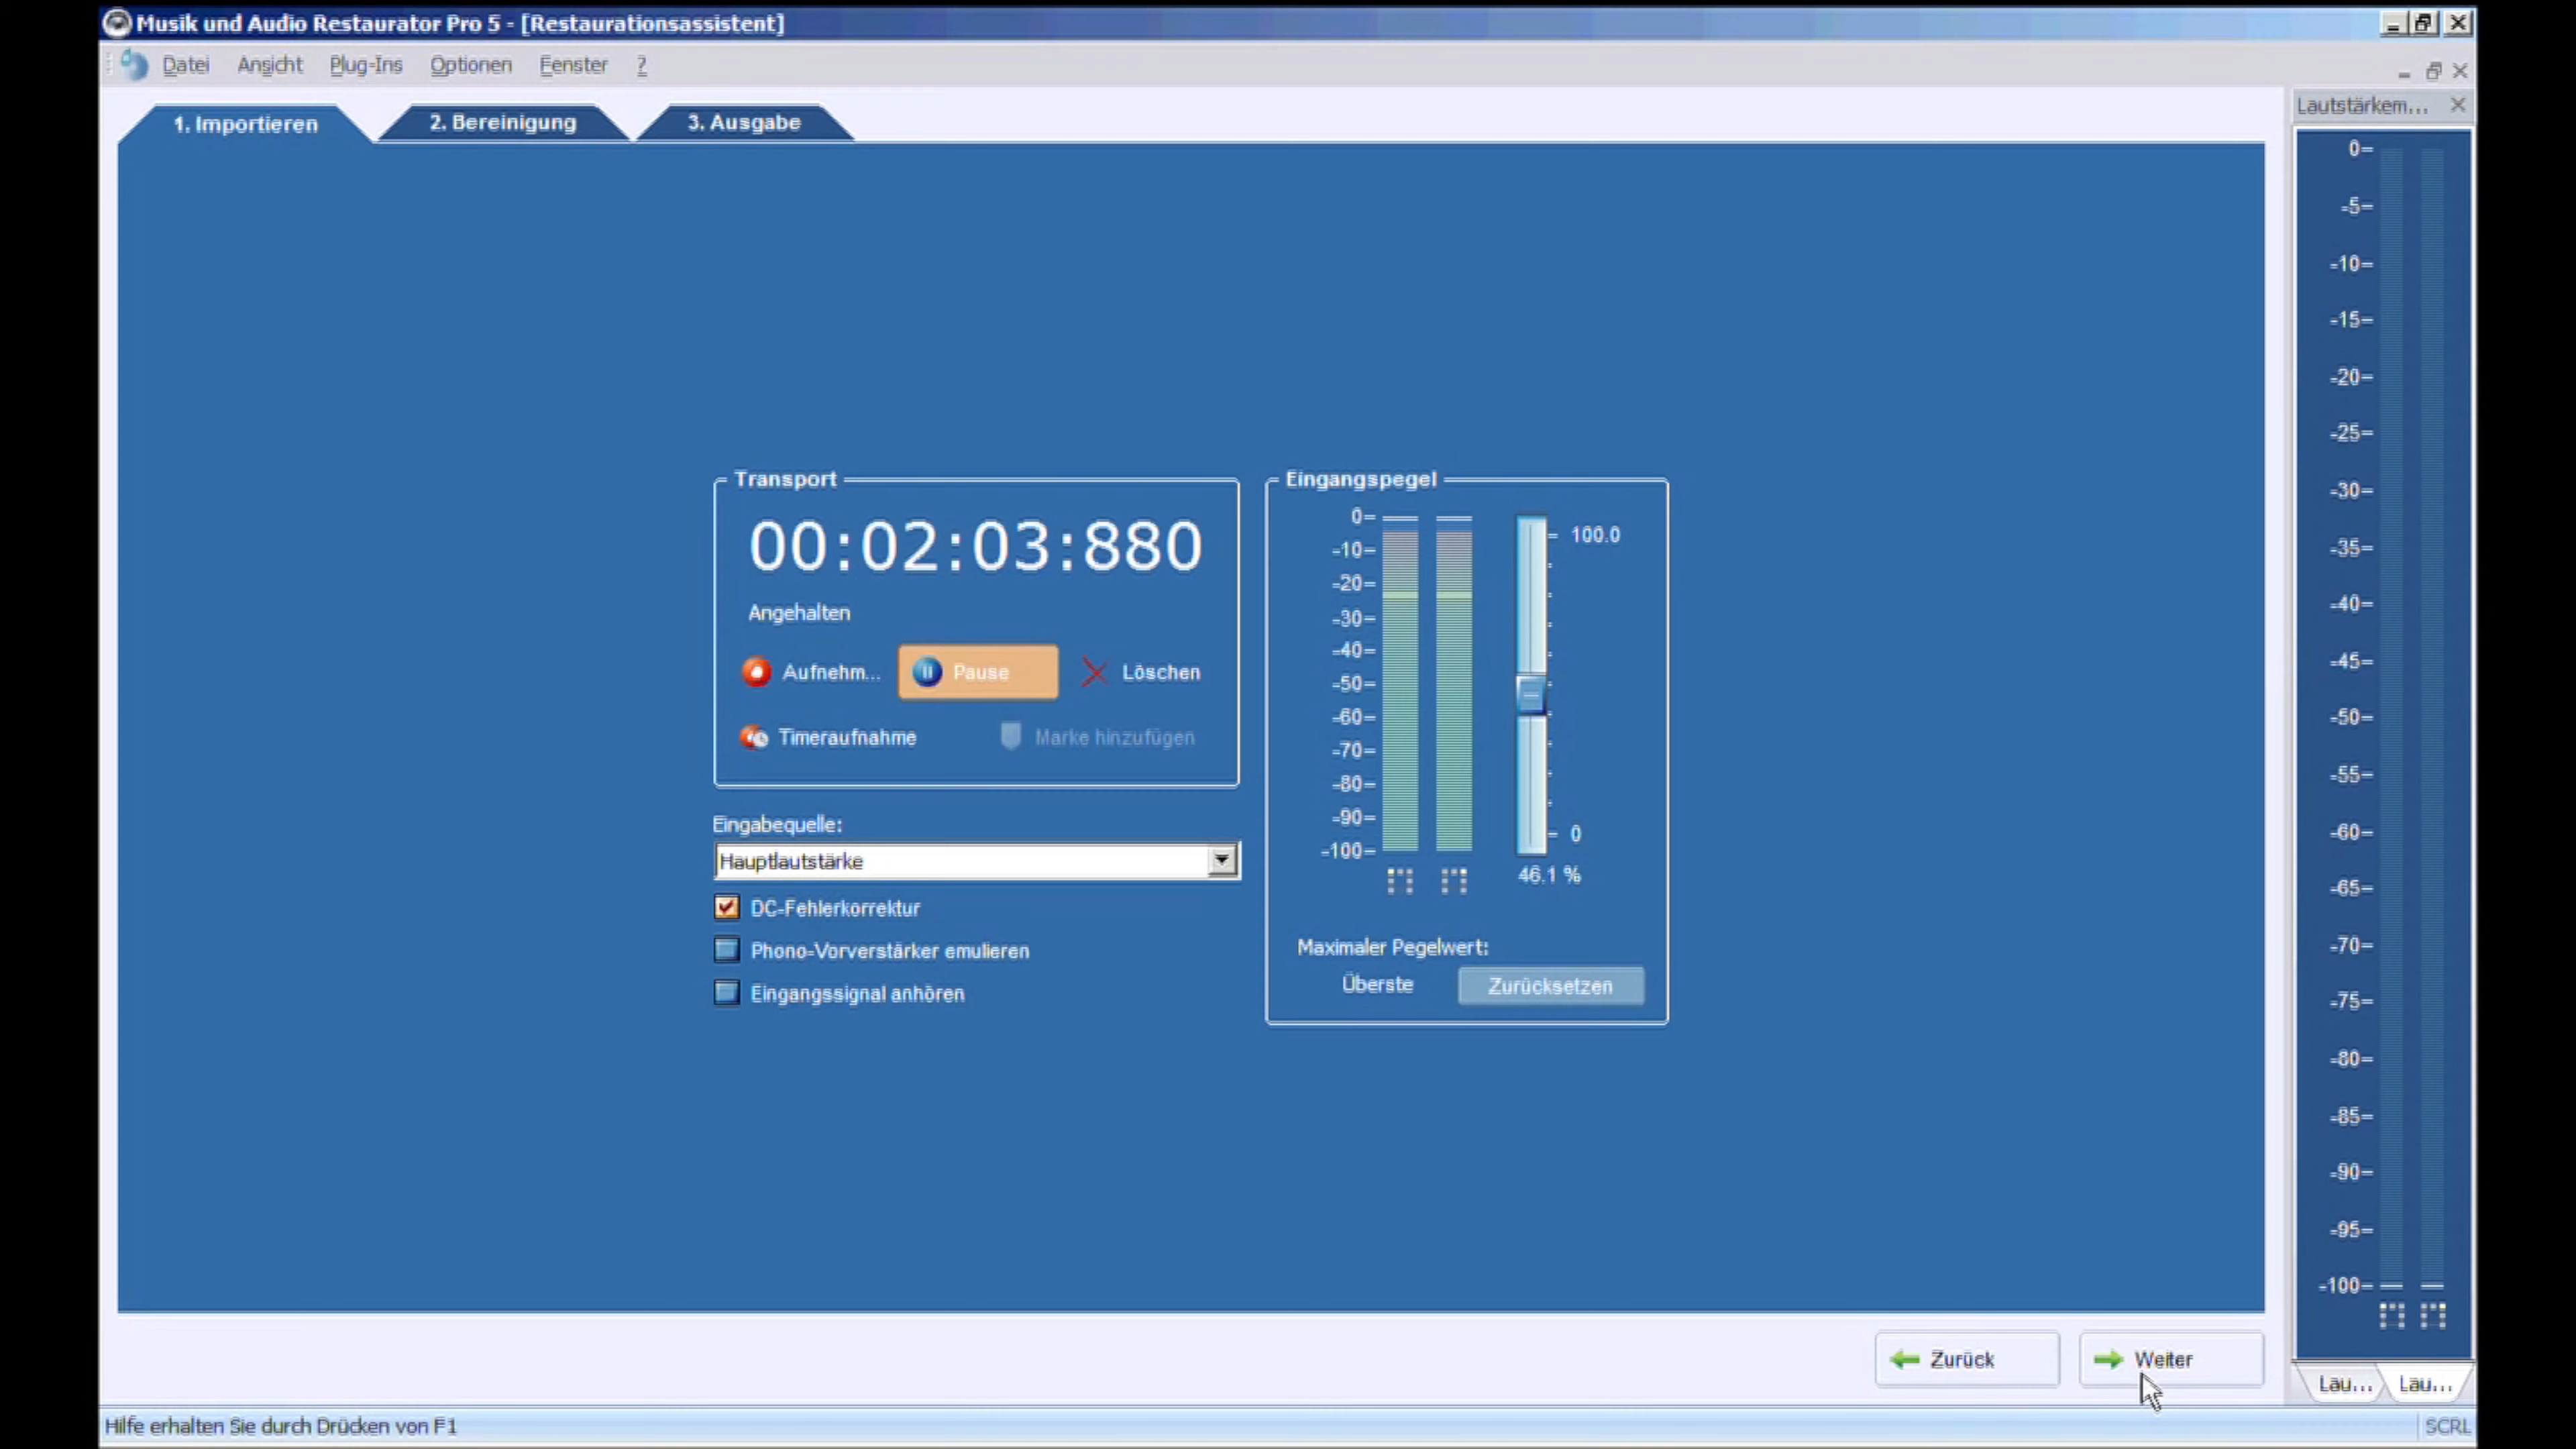 Musik und Audio Restaurator Pro 5 - [Restaurationsassistent]
Datei Ansicht Plug-Ins Optionen Fenster ?
1. Importieren 2. Bereinigung 3. Ausgabe
Lautstärkem...
Transport
00:02:03:880
Angehalten
Aufnehm... Pause Löschen
Timeraufnahme Marke hinzufügen
Eingabequelle:
Hauptlautstärke
DC-Fehlerkorrektur
Phono-Vorverstärker emulieren
Eingangssignal anhören
Eingangspegel
0=
-10=
-20=
-30=
-40=
-50=
-60=
-70=
-80=
-90=
-100=
100.0
0
46.1 %
Maximaler Pegelwert:
Überste Zurücksetzen
0=
-5=
-10=
-15=
-20=
-25=
-30=
-35=
-40=
-45=
-50=
-55=
-60=
-65=
-70=
-75=
-80=
-85=
-90=
-95=
-100=
Zurück Weiter
Lau... Lau...
Hilfe erhalten Sie durch Drücken von F1
SCRL